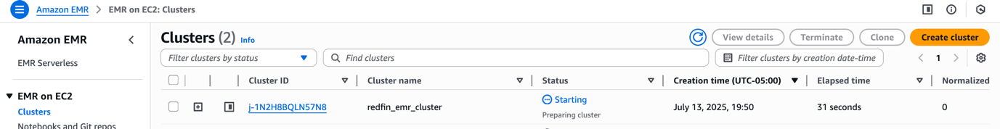 Amazon EMR > EMR on EC2: Clusters
Amazon EMR
EMR Serverless
EMR on EC2
Clusters
Notebooks and Git repos
Clusters (2) Info
View details Terminate Clone Create cluster
Filter clusters by status Find clusters Filter clusters by creation date-time 1
Cluster ID Cluster name Status Creation time (UTC-05:00) Elapsed time Normalized
j-1N2H8BQLN57N8 redfin_emr_cluster Starting July 13, 2025, 19:50 31 seconds 0
Preparing cluster